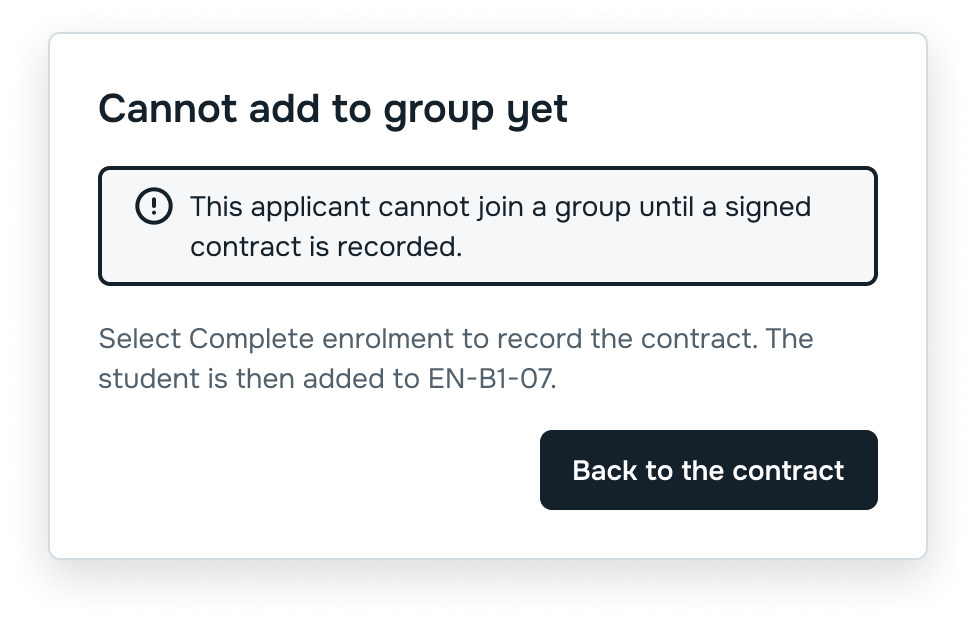 Cannot add to group yet
This applicant cannot join a group until a signed
contract is recorded.
Select Complete enrolment to record the contract. The
student is then added to EN-B1-07.
Back to the contract